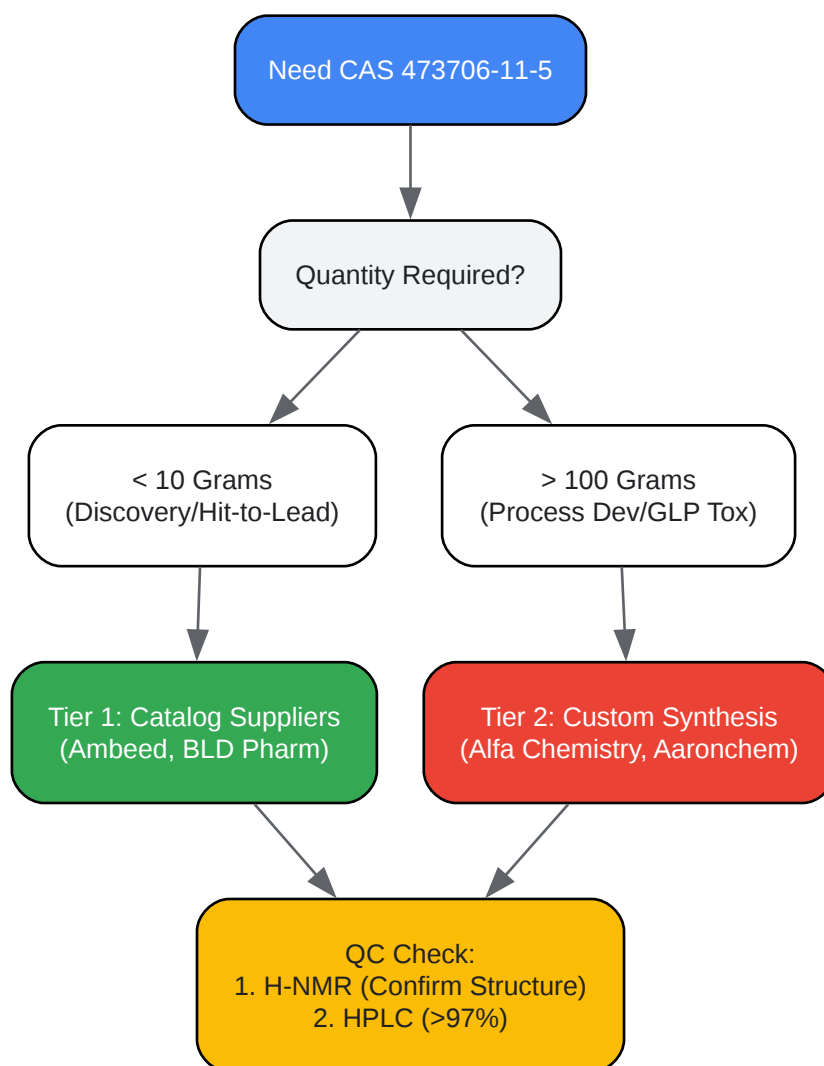 Need CAS 473706-11-5
Quantity Required?
< 10 Grams
(Discovery/Hit-to-Lead)
> 100 Grams
(Process Dev/GLP Tox)
Tier 1: Catalog Suppliers
(Ambeed, BLD Pharm)
Tier 2: Custom Synthesis
(Alfa Chemistry, Aaronchem)
QC Check:
1. H-NMR (Confirm Structure)
2. HPLC (>97%)